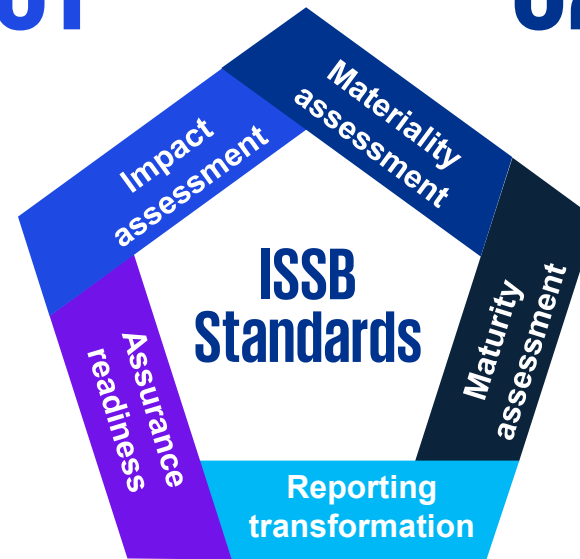 Impact
assessment
Materiality
assessment
ISSB
Standards
Maturity
assessment
Assurance
readiness
Reporting
transformation